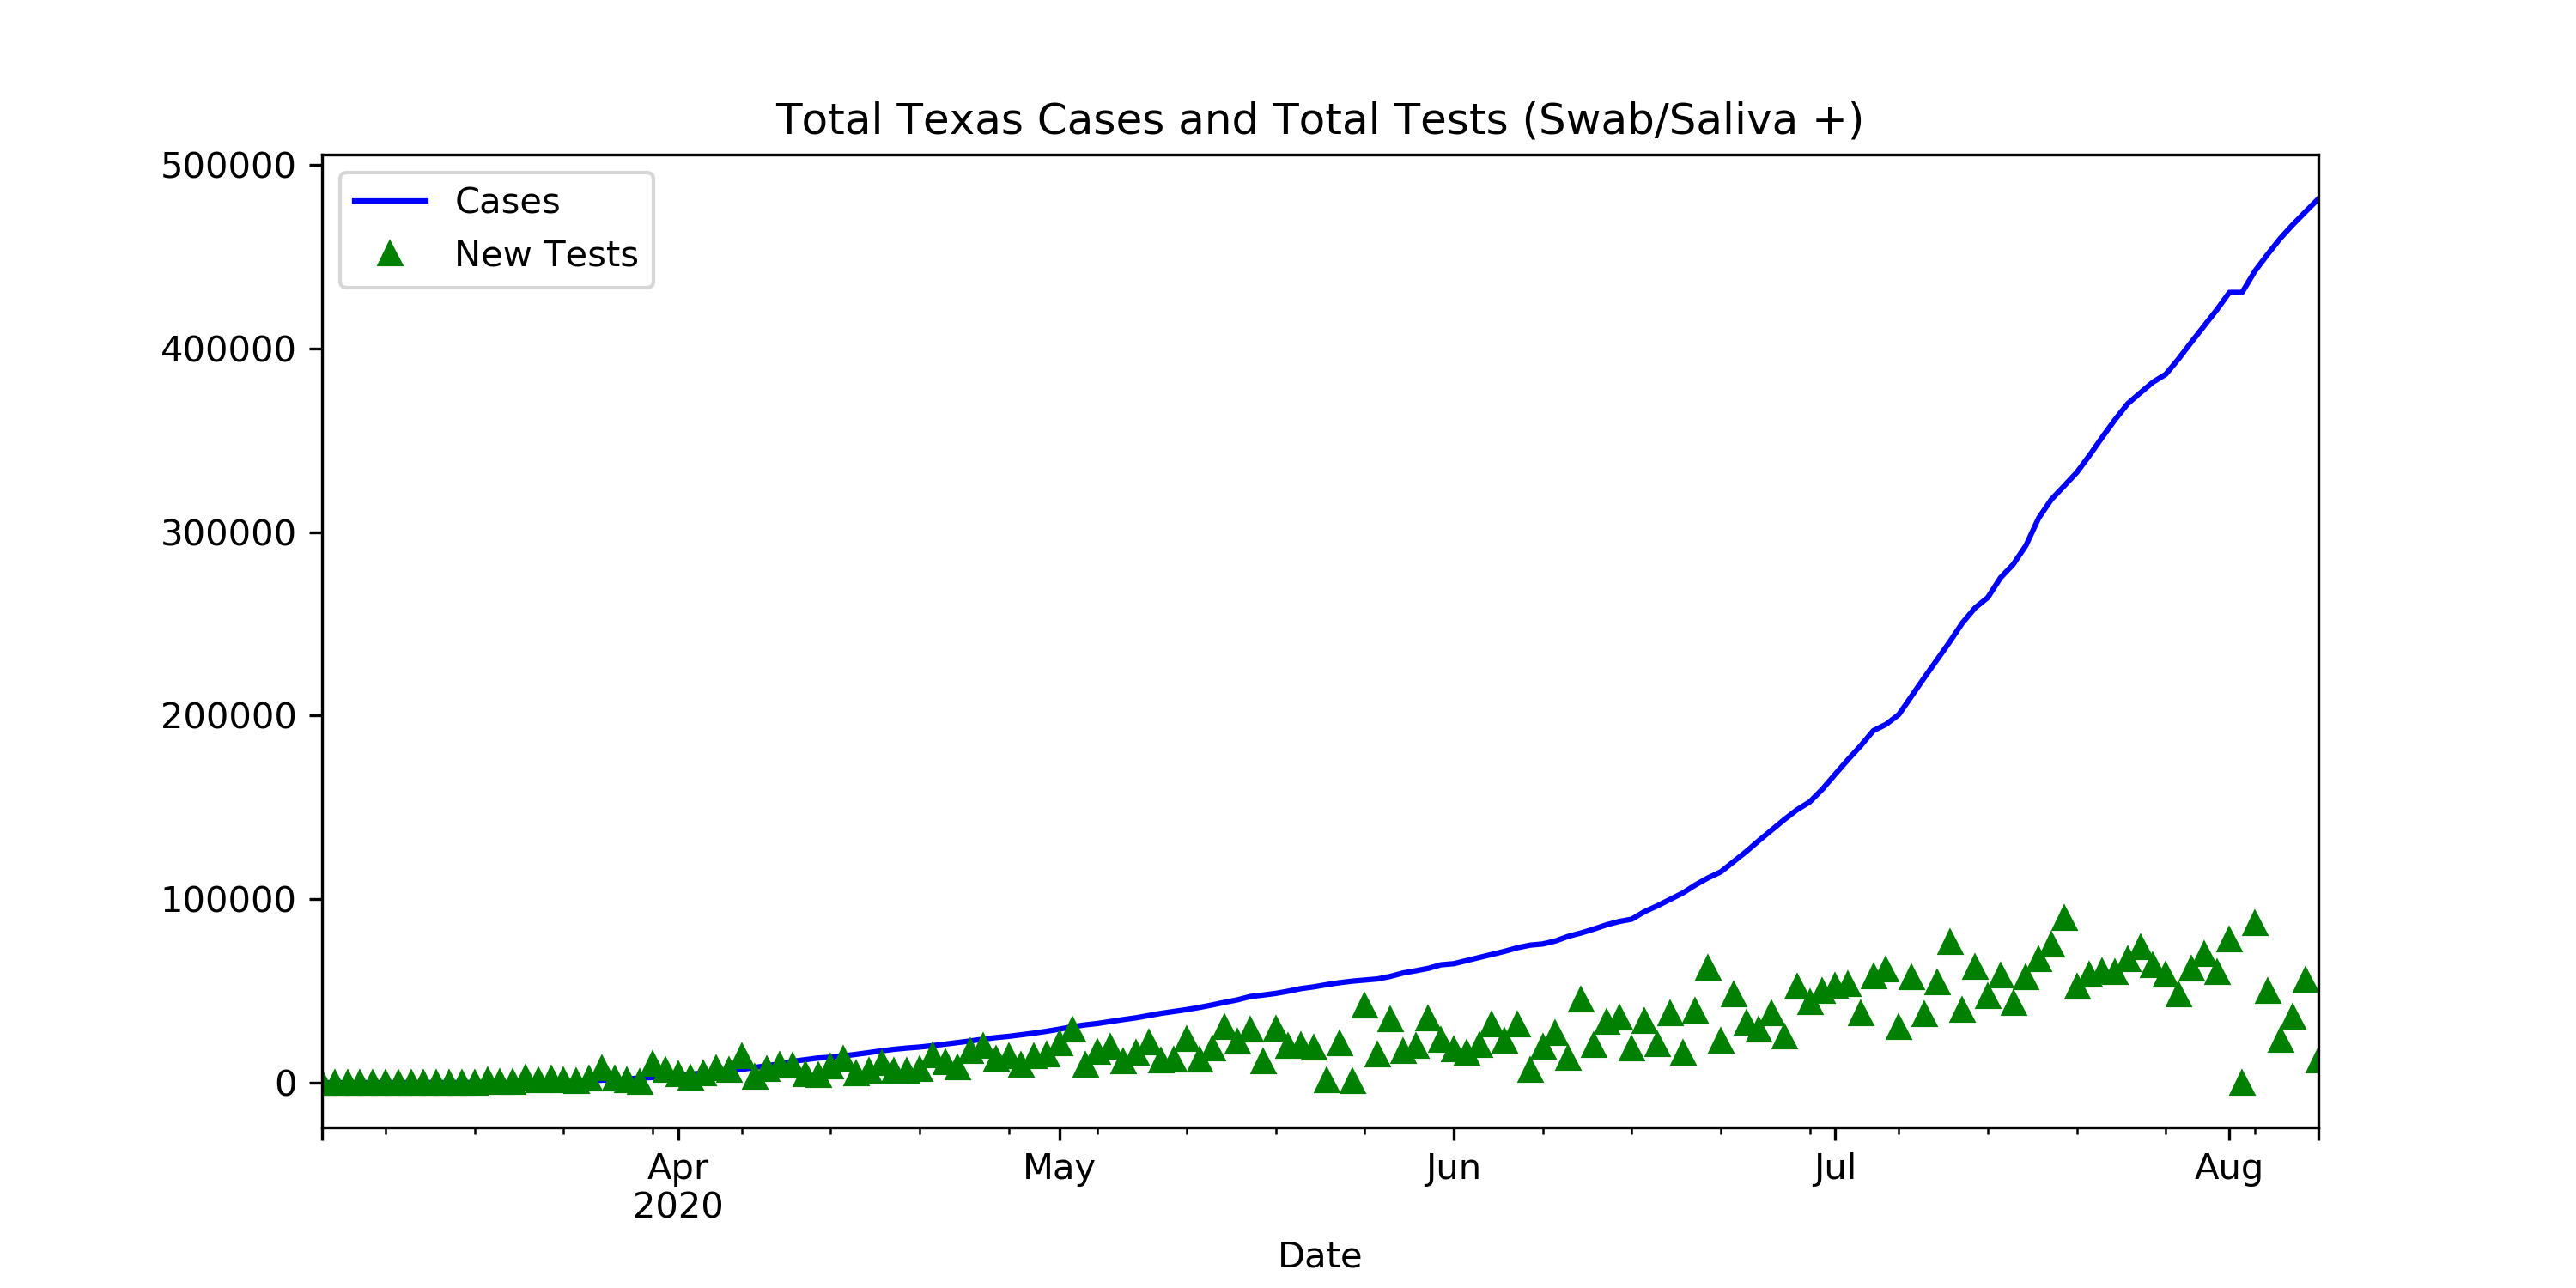 Total Texas Cases and Total Tests (Swab/Saliva +)
500000
400000
300000
200000
100000
0
Cases
New Tests
Apr
2020
May
Jun
Jul
Aug
Date